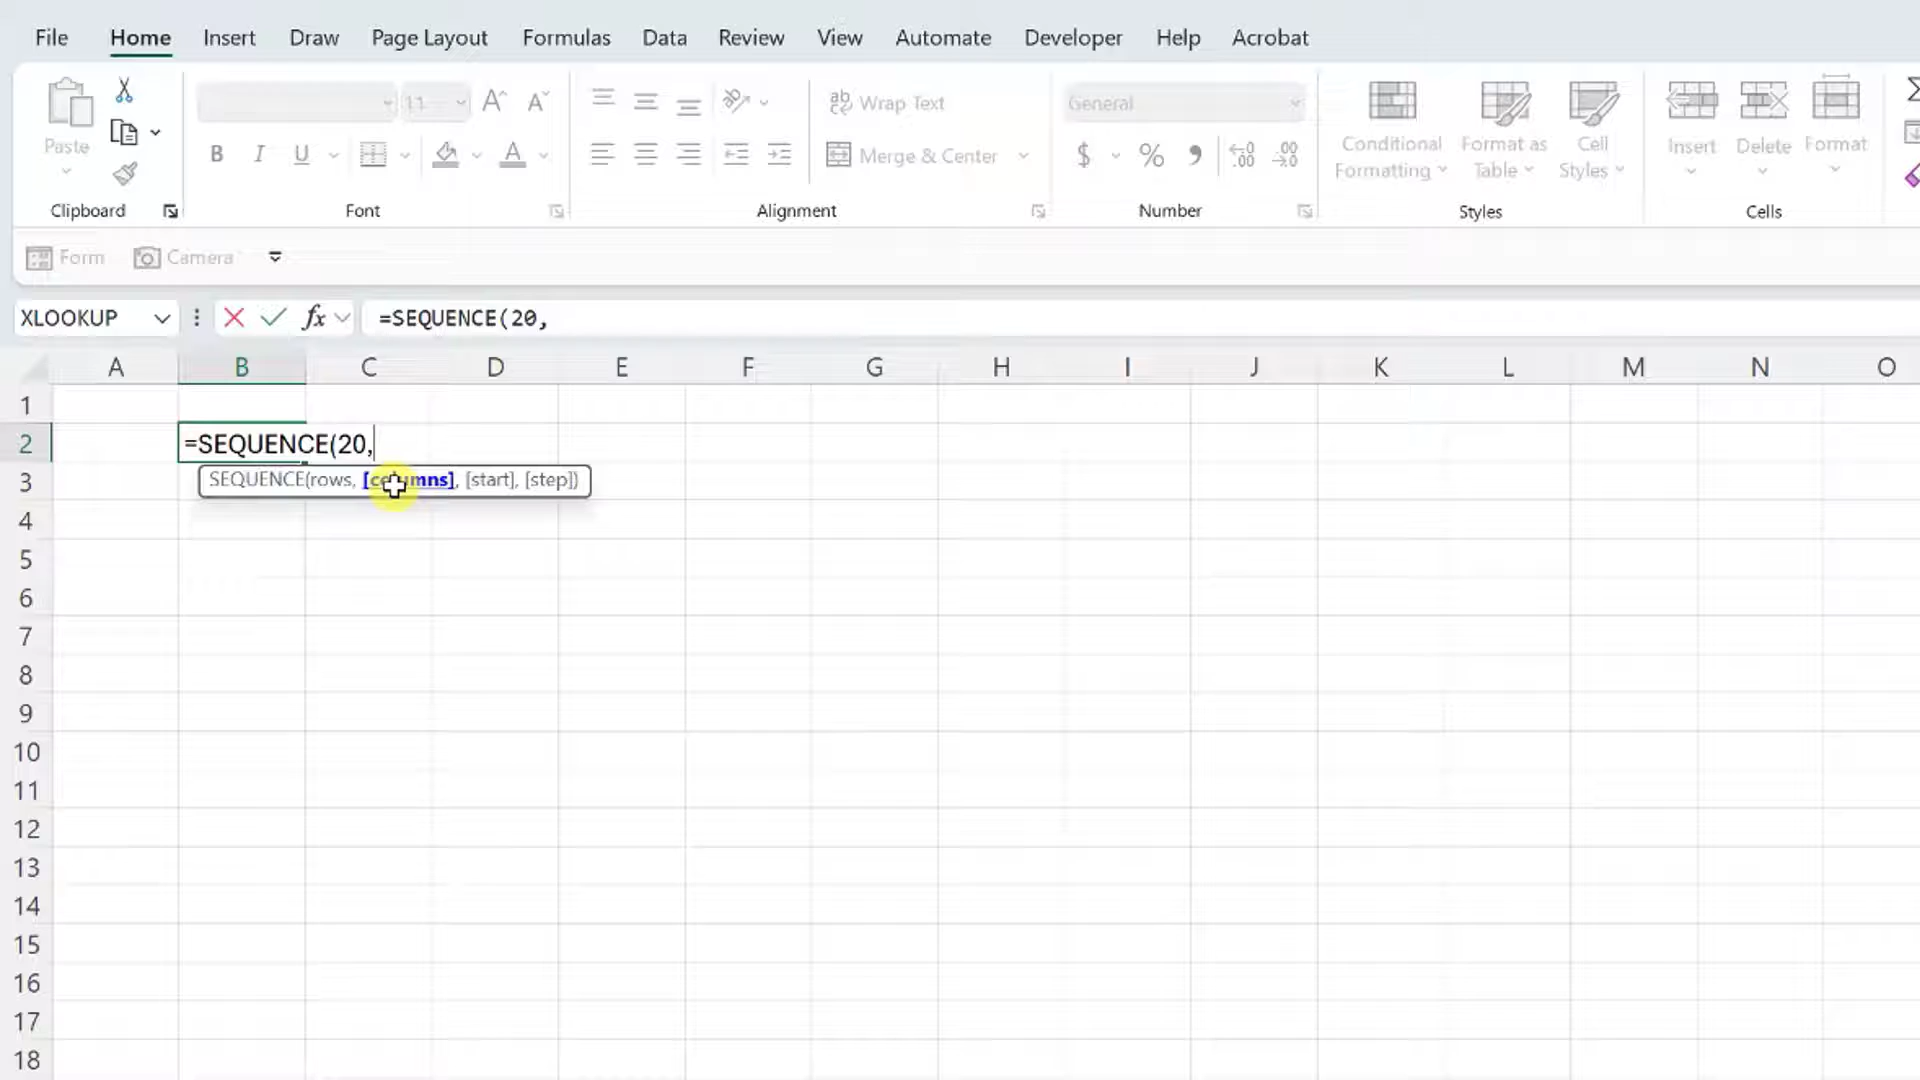 File Home Insert Draw Page Layout Formulas Data Review View Automate Developer Help Acrobat
11 Wrap Text General
Paste B I U Merge & Center $ % Conditional Formatting Format as Table Cell Styles Insert Delete Format
Clipboard Font Alignment Number Styles Cells
Form Camera
XLOOKUP fx =SEQUENCE(20,
A B C D E F G H I J K L M N O
1
2 =SEQUENCE(20,
3 SEQUENCE(rows, [columns], [start], [step])
4
5
6
7
8
9
10
11
12
13
14
15
16
17
18